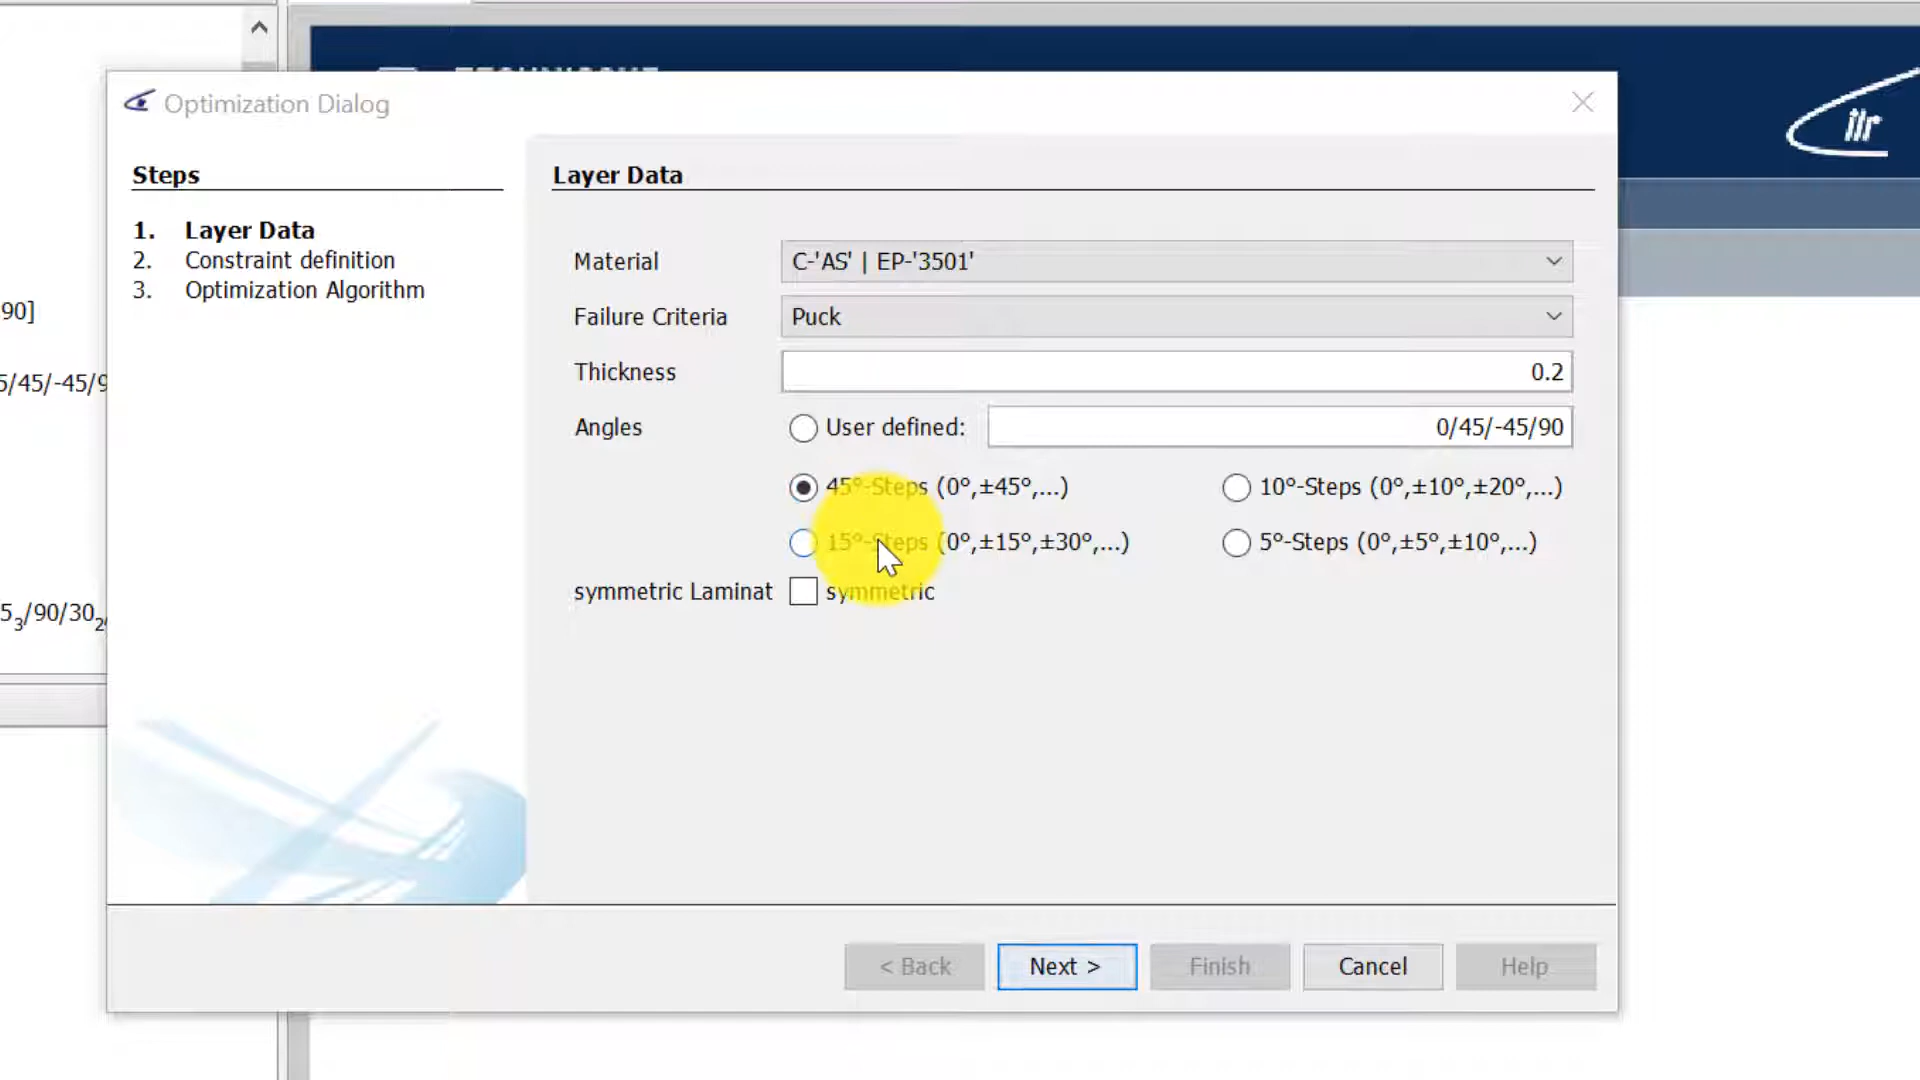 Optimization Dialog
Steps
1. Layer Data
2. Constraint definition
3. Optimization Algorithm
Layer Data
Material C-'AS' | EP-'3501'
Failure Criteria Puck
Thickness 0.2
Angles User defined: 0/45/-45/90
45°-Steps (0°,±45°,...) 10°-Steps (0°,±10°,±20°,...)
15°-Steps (0°,±15°,±30°,...) 5°-Steps (0°,±5°,±10°,...)
symmetric Laminat symmetric
< Back Next > Finish Cancel Help
90]
5/45/-45/9
5₃/90/30₂
ilr